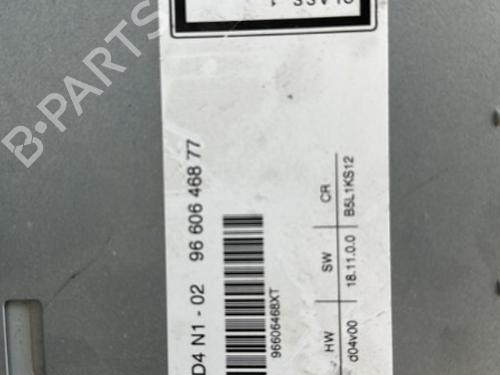 CLASS 1
D4 N1 - 02 96 606 468 77
96606468XT
HW SW CR
d04v00 18.11.0.0 B5L1KS12
B-PARTS